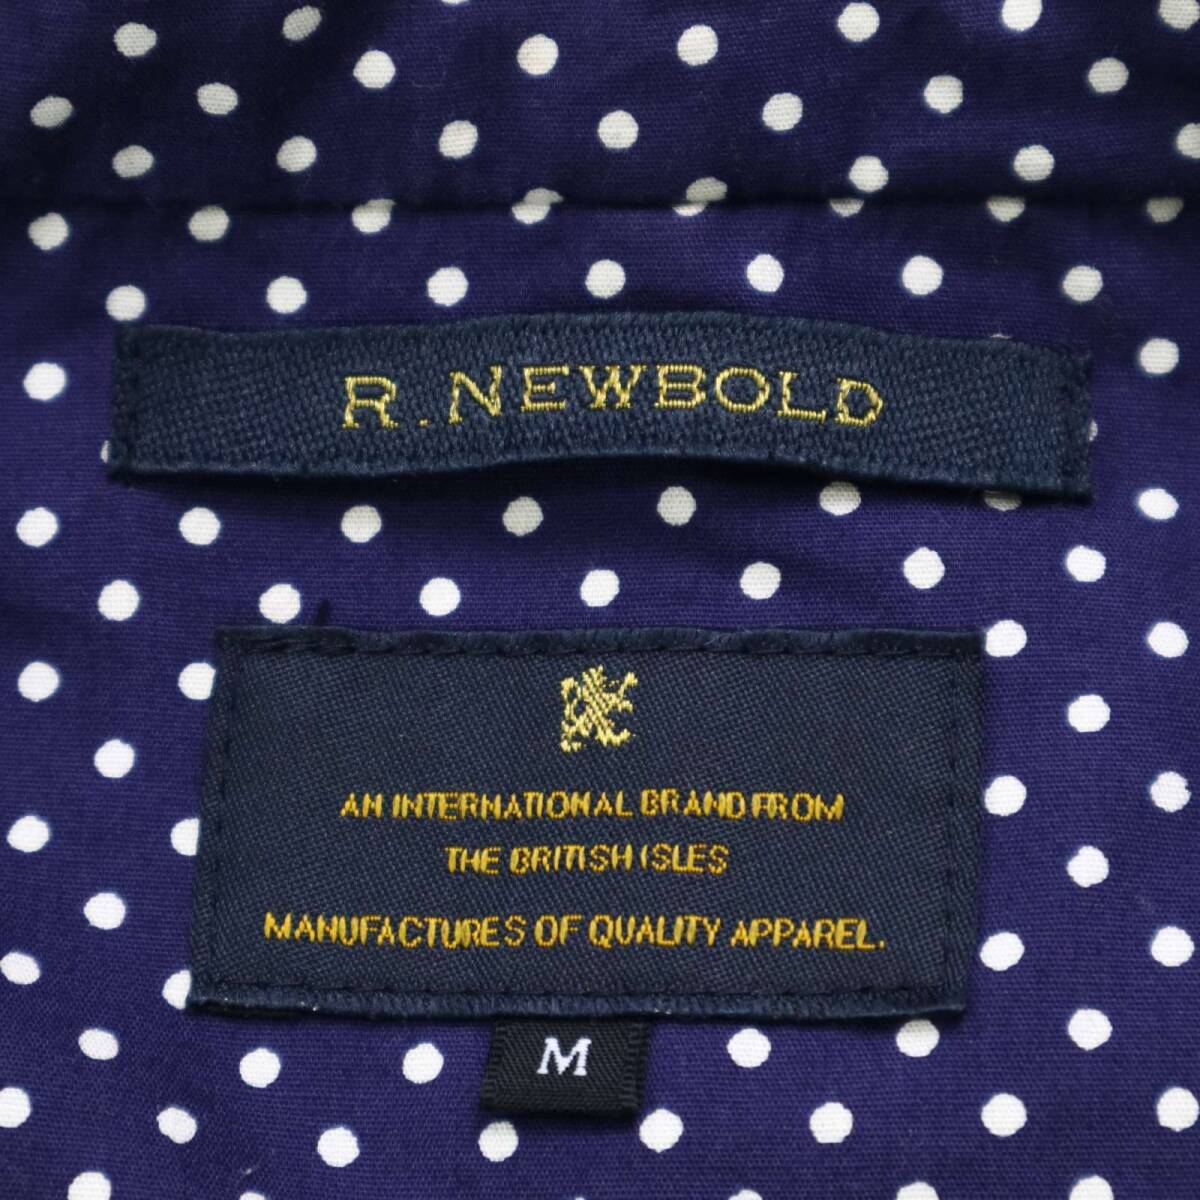 R. NEWBOLD
AN INTERNATIONAL BRAND FROM
THE BRITISH ISLES
MANUFACTURES OF QUALITY APPAREL.
M